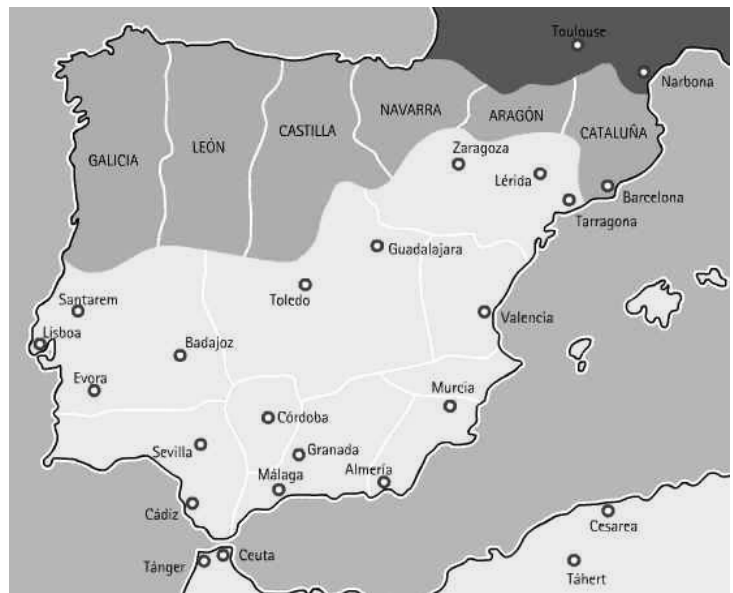 Toulouse
Narbona
NAVARRA
ARAGÓN
CASTILLA
CATALUÑA
LEÓN
GALICIA
Zaragoza
Lérida
Barcelona
Tarragona
Guadalajara
Toledo
Santarem
Valencia
Lisboa
Badajoz
Evora
Murcia
Córdoba
Sevilla
Granada
Málaga
Almería
Cádiz
Cesarea
Ceuta
Tánger
Táhert